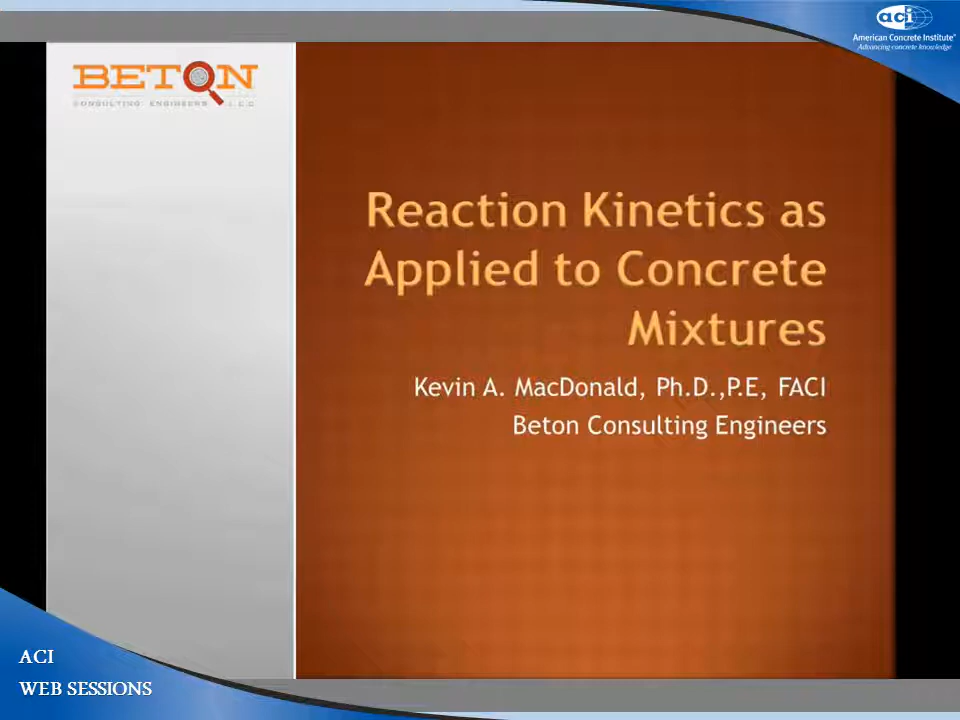 aci
American Concrete Institute®
Advancing concrete knowledge
BETON
CONSULTING ENGINEERS L.L.C
Reaction Kinetics as
Applied to Concrete
Mixtures
Kevin A. MacDonald, Ph.D.,P.E, FACI
Beton Consulting Engineers
ACI
WEB SESSIONS